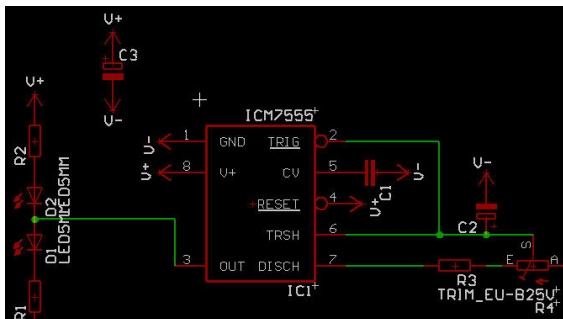 V+
C3
V-
V+
R2
D2
LED5MM
D1
LED5MM
R1
ICM7555
V-
1
GND
TRIG
2
V+
8
V+
CV
5
C1
V-
RESET
4
V+
TRSH
6
3
OUT
DISCH
7
IC1
V-
C2
S
E
A
R3
TRIM_EU-B25V
R4